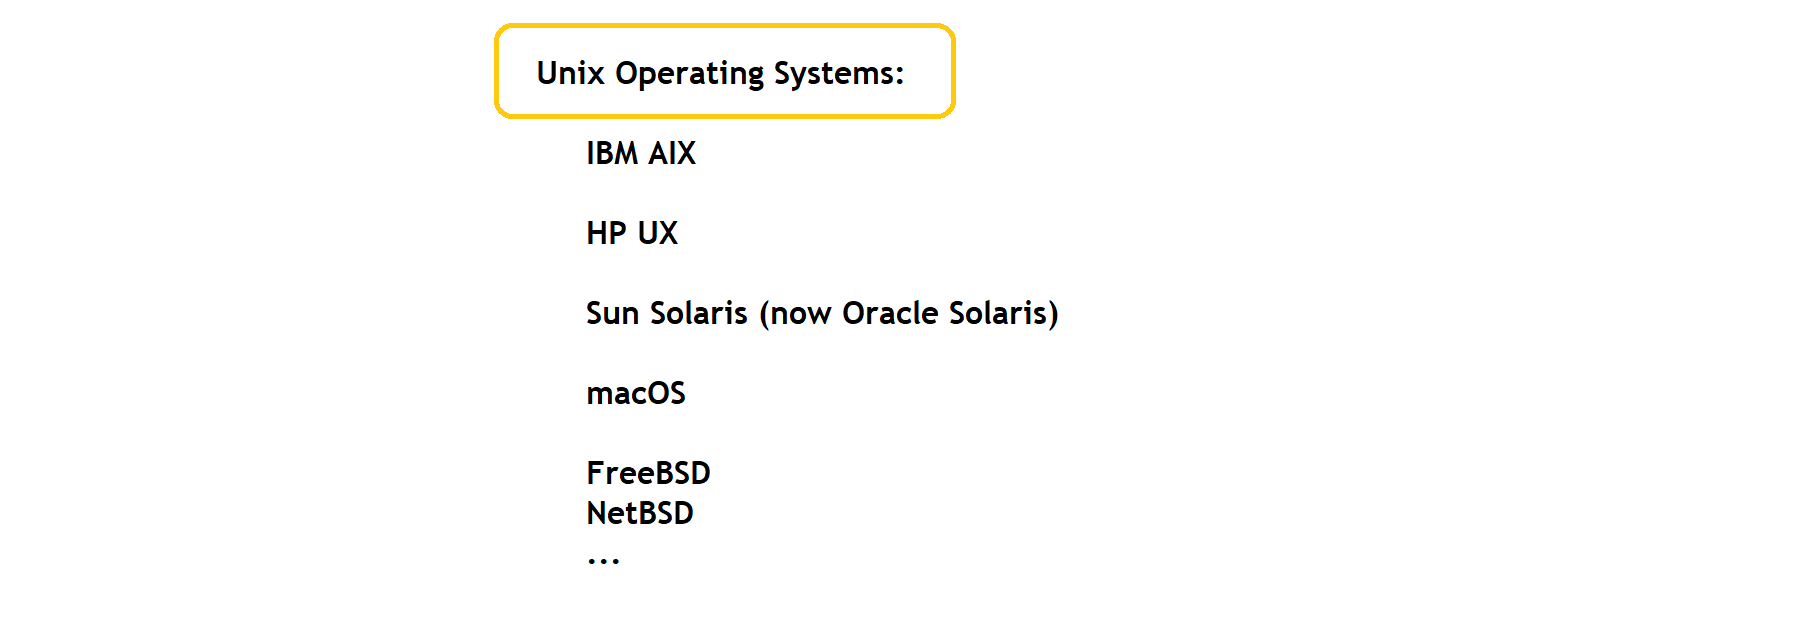 Unix Operating Systems:
IBM AIX
HP UX
Sun Solaris (now Oracle Solaris)
macOS
FreeBSD
NetBSD
...